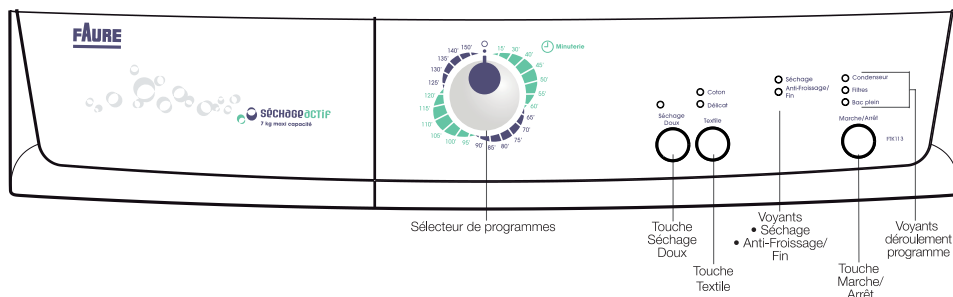 FAURE
séchageactif
7 kg maxi capacité
Minuterie
15'
30'
40'
45'
50'
55'
60'
65'
70'
75'
80'
85'
90'
95'
100'
105'
110'
115'
120'
125'
130'
135'
140'
150'
Séchage
Doux
Coton
Délicat
Textile
Séchage
Anti-Froissage/
Fin
Condenseur
Filtres
Bac plein
Marche/Arrêt
Sélecteur de programmes
Touche
Séchage
Doux
Touche
Textile
Voyants
• Séchage
• Anti-Froissage/
Fin
Touche
Marche/
Arrêt
Voyants
déroulement
programme